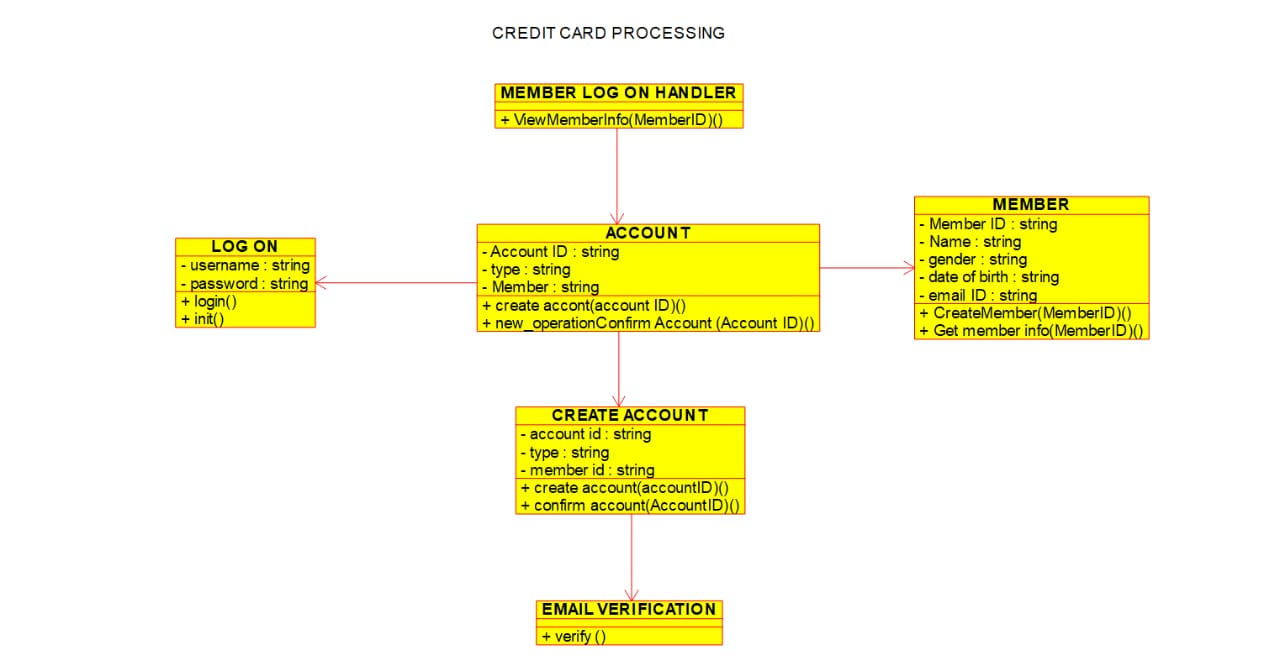 CREDIT CARD PROCESSING
MEMBER LOG ON HANDLER
+ ViewMemberInfo(MemberID)()
LOG ON
- username : string
- password : string
+ login()
+ init()
ACCOUNT
- Account ID : string
- type : string
- Member : string
+ create accont(account ID)()
+ new_operationConfirm Account (Account ID)()
MEMBER
- Member ID : string
- Name : string
- gender : string
- date of birth : string
- email ID : string
+ CreateMember(MemberID)()
+ Get member info(MemberID)()
CREATE ACCOUNT
- account id : string
- type : string
- member id : string
+ create account(accountID)()
+ confirm account(AccountID)()
EMAIL VERIFICATION
+ verify ()